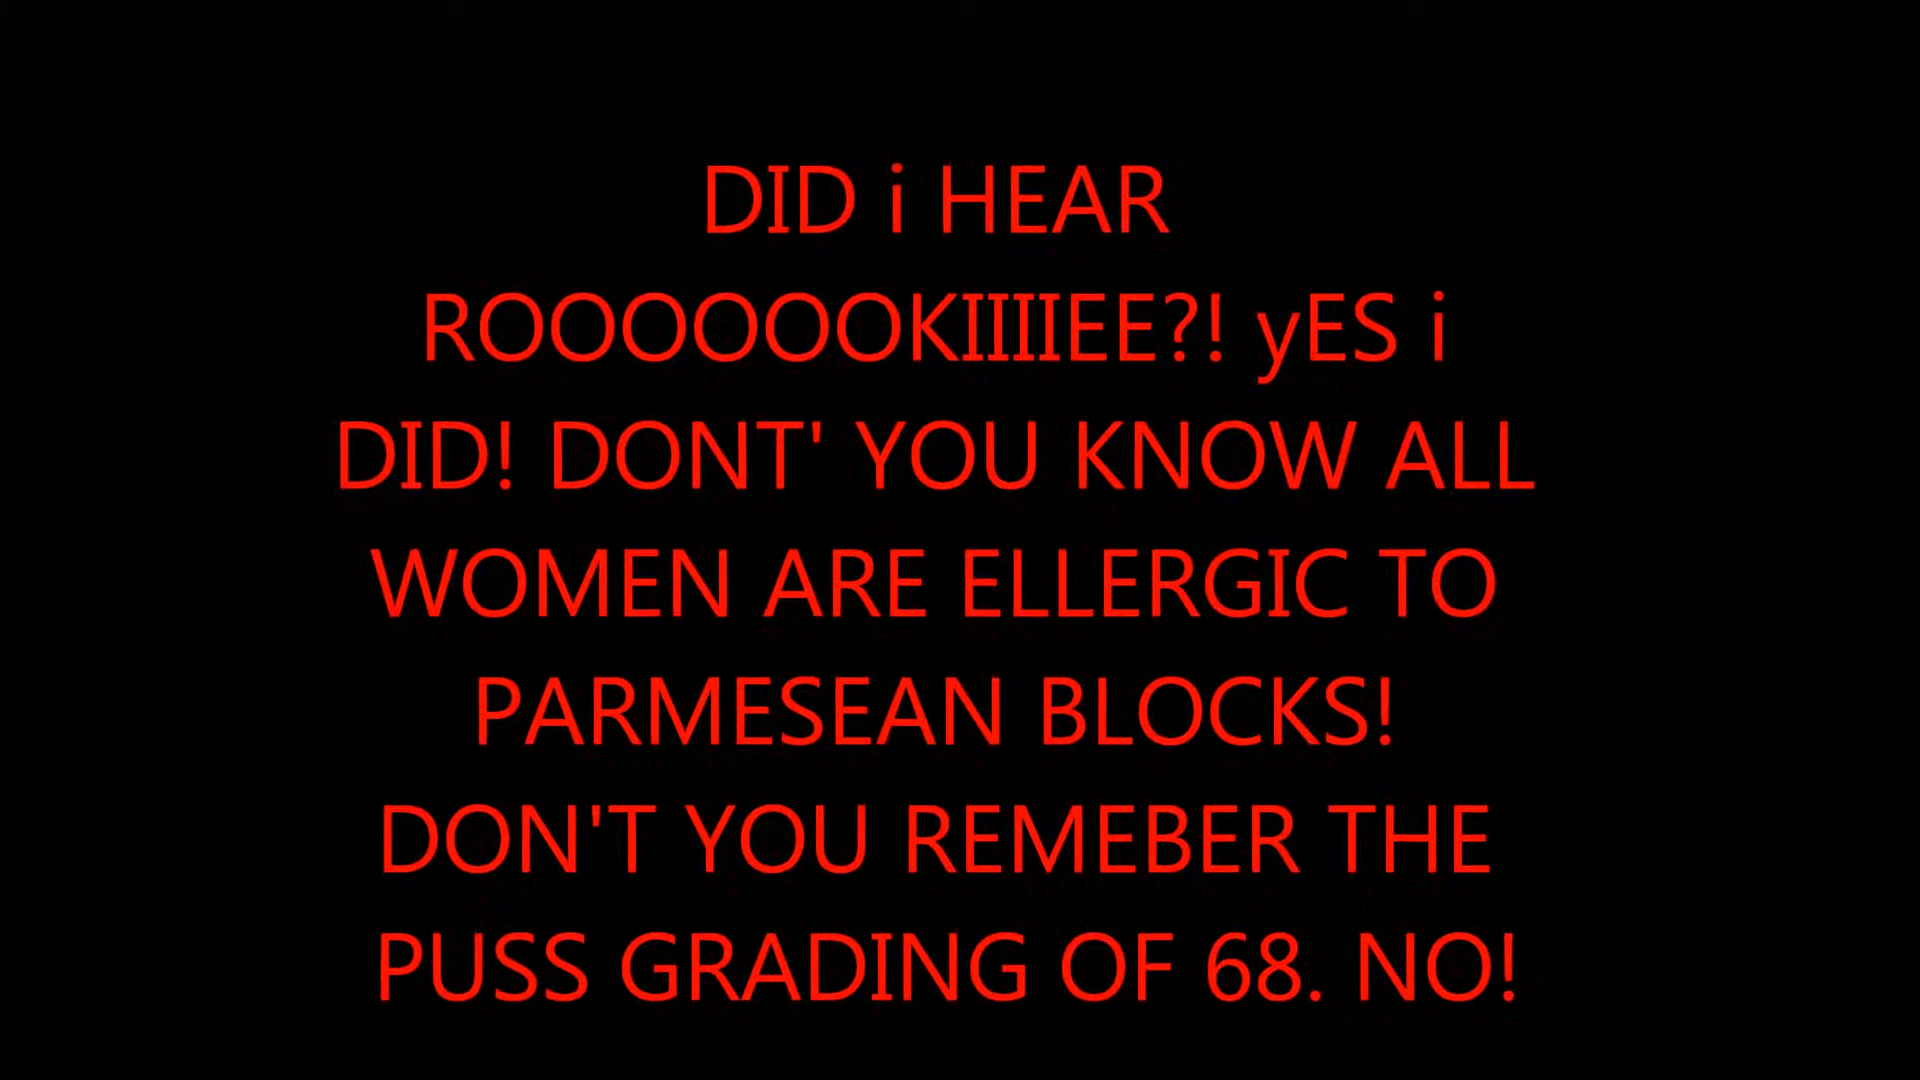 DID i HEAR
ROOOOOOKIIIIEE?! yES i
DID! DONT' YOU KNOW ALL
WOMEN ARE ELLERGIC TO
PARMESEAN BLOCKS!
DON'T YOU REMEBER THE
PUSS GRADING OF 68. NO!